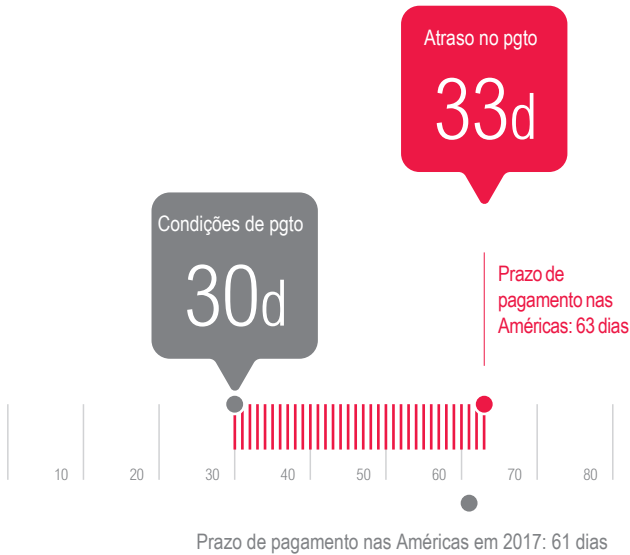 Atraso no pgto
33d
Condições de pgto
30d
Prazo de
pagamento nas
Américas: 63 dias
10 20 30 40 50 60 70 80
Prazo de pagamento nas Américas em 2017: 61 dias